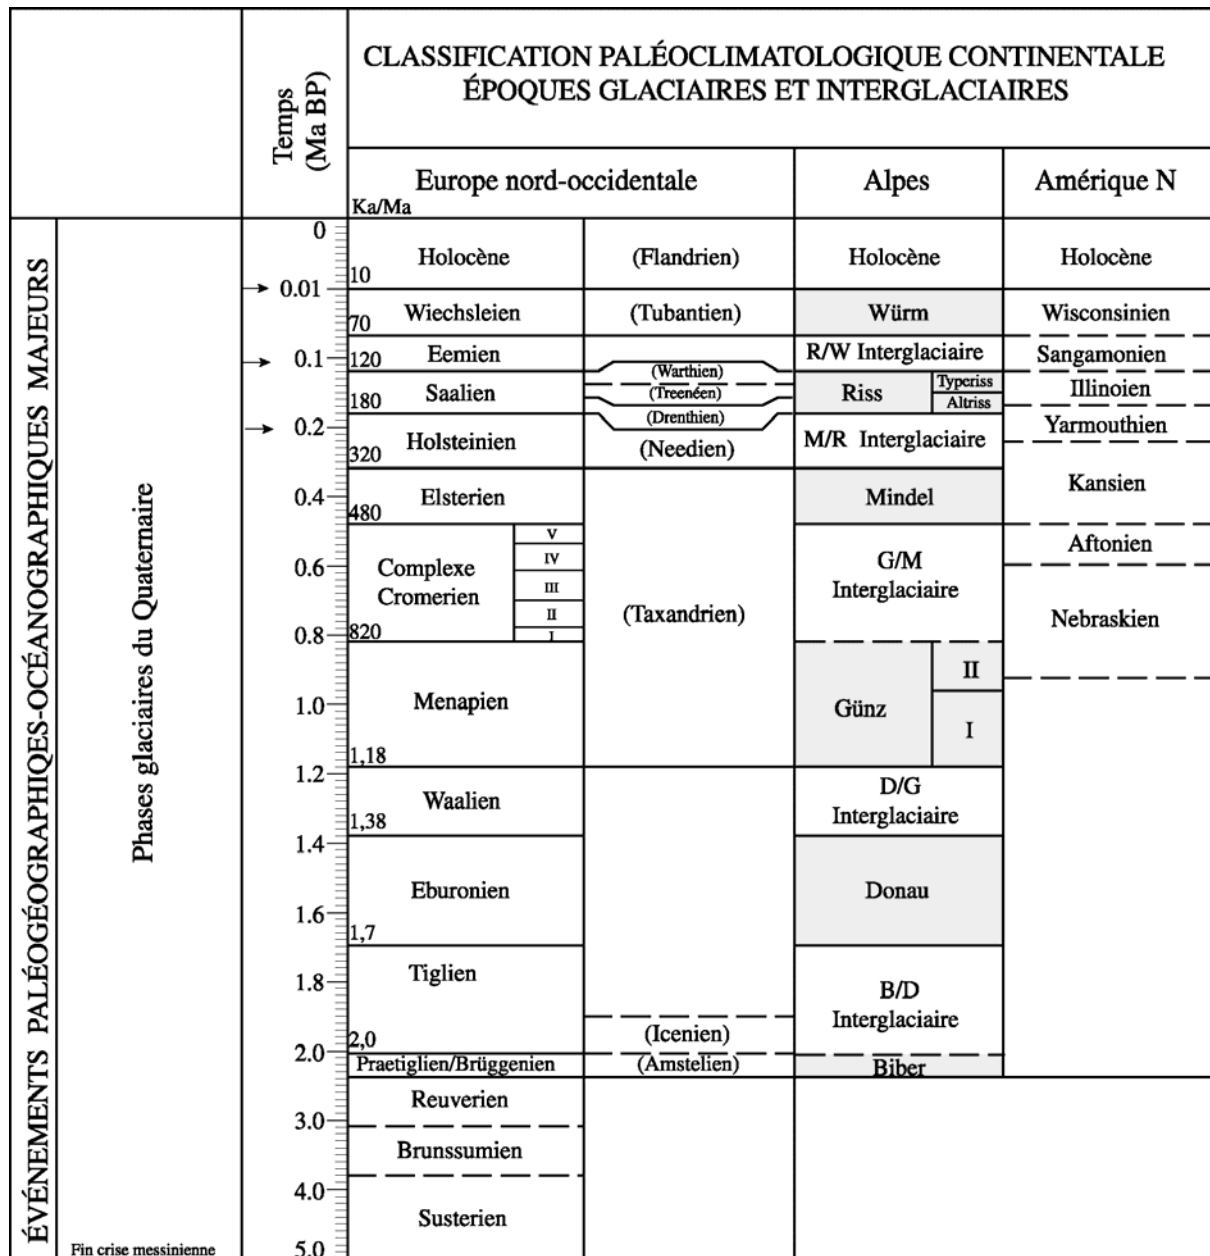 CLASSIFICATION PALÉOCLIMATOLOGIQUE CONTINENTALE
ÉPOQUES GLACIAIRES ET INTERGLACIAIRES
Temps
(Ma BP)
Europe nord-occidentale
Alpes
Amérique N
Ka/Ma
ÉVÉNEMENTS PALÉOGÉOGRAPHIQES-OCÉANOGRAPHIQUES MAJEURS
Phases glaciaires du Quaternaire
Fin crise messinienne
0
0.01
0.1
0.2
0.4
0.6
0.8
1.0
1.2
1.4
1.6
1.8
2.0
3.0
4.0
5.0
Holocène
10
Wiechsleien
70
Eemien
120
Saalien
180
Holsteinien
320
Elsterien
480
Complexe
Cromerien
820
V
IV
III
II
I
Menapien
1,18
Waalien
1,38
Eburonien
1,7
Tiglien
2,0
Praetiglien/Brüggenien
Reuverien
Brunssumien
Susterien
(Flandrien)
(Tubantien)
(Warthien)
(Treenéen)
(Drenthien)
(Needien)
(Taxandrien)
(Icenien)
(Amstelien)
Holocène
Würm
R/W Interglaciaire
Riss
Typeriss
Altriss
M/R Interglaciaire
Mindel
G/M
Interglaciaire
Günz
II
I
D/G
Interglaciaire
Donau
B/D
Interglaciaire
Biber
Holocène
Wisconsinien
Sangamonien
Illinoien
Yarmouthien
Kansien
Aftonien
Nebraskien